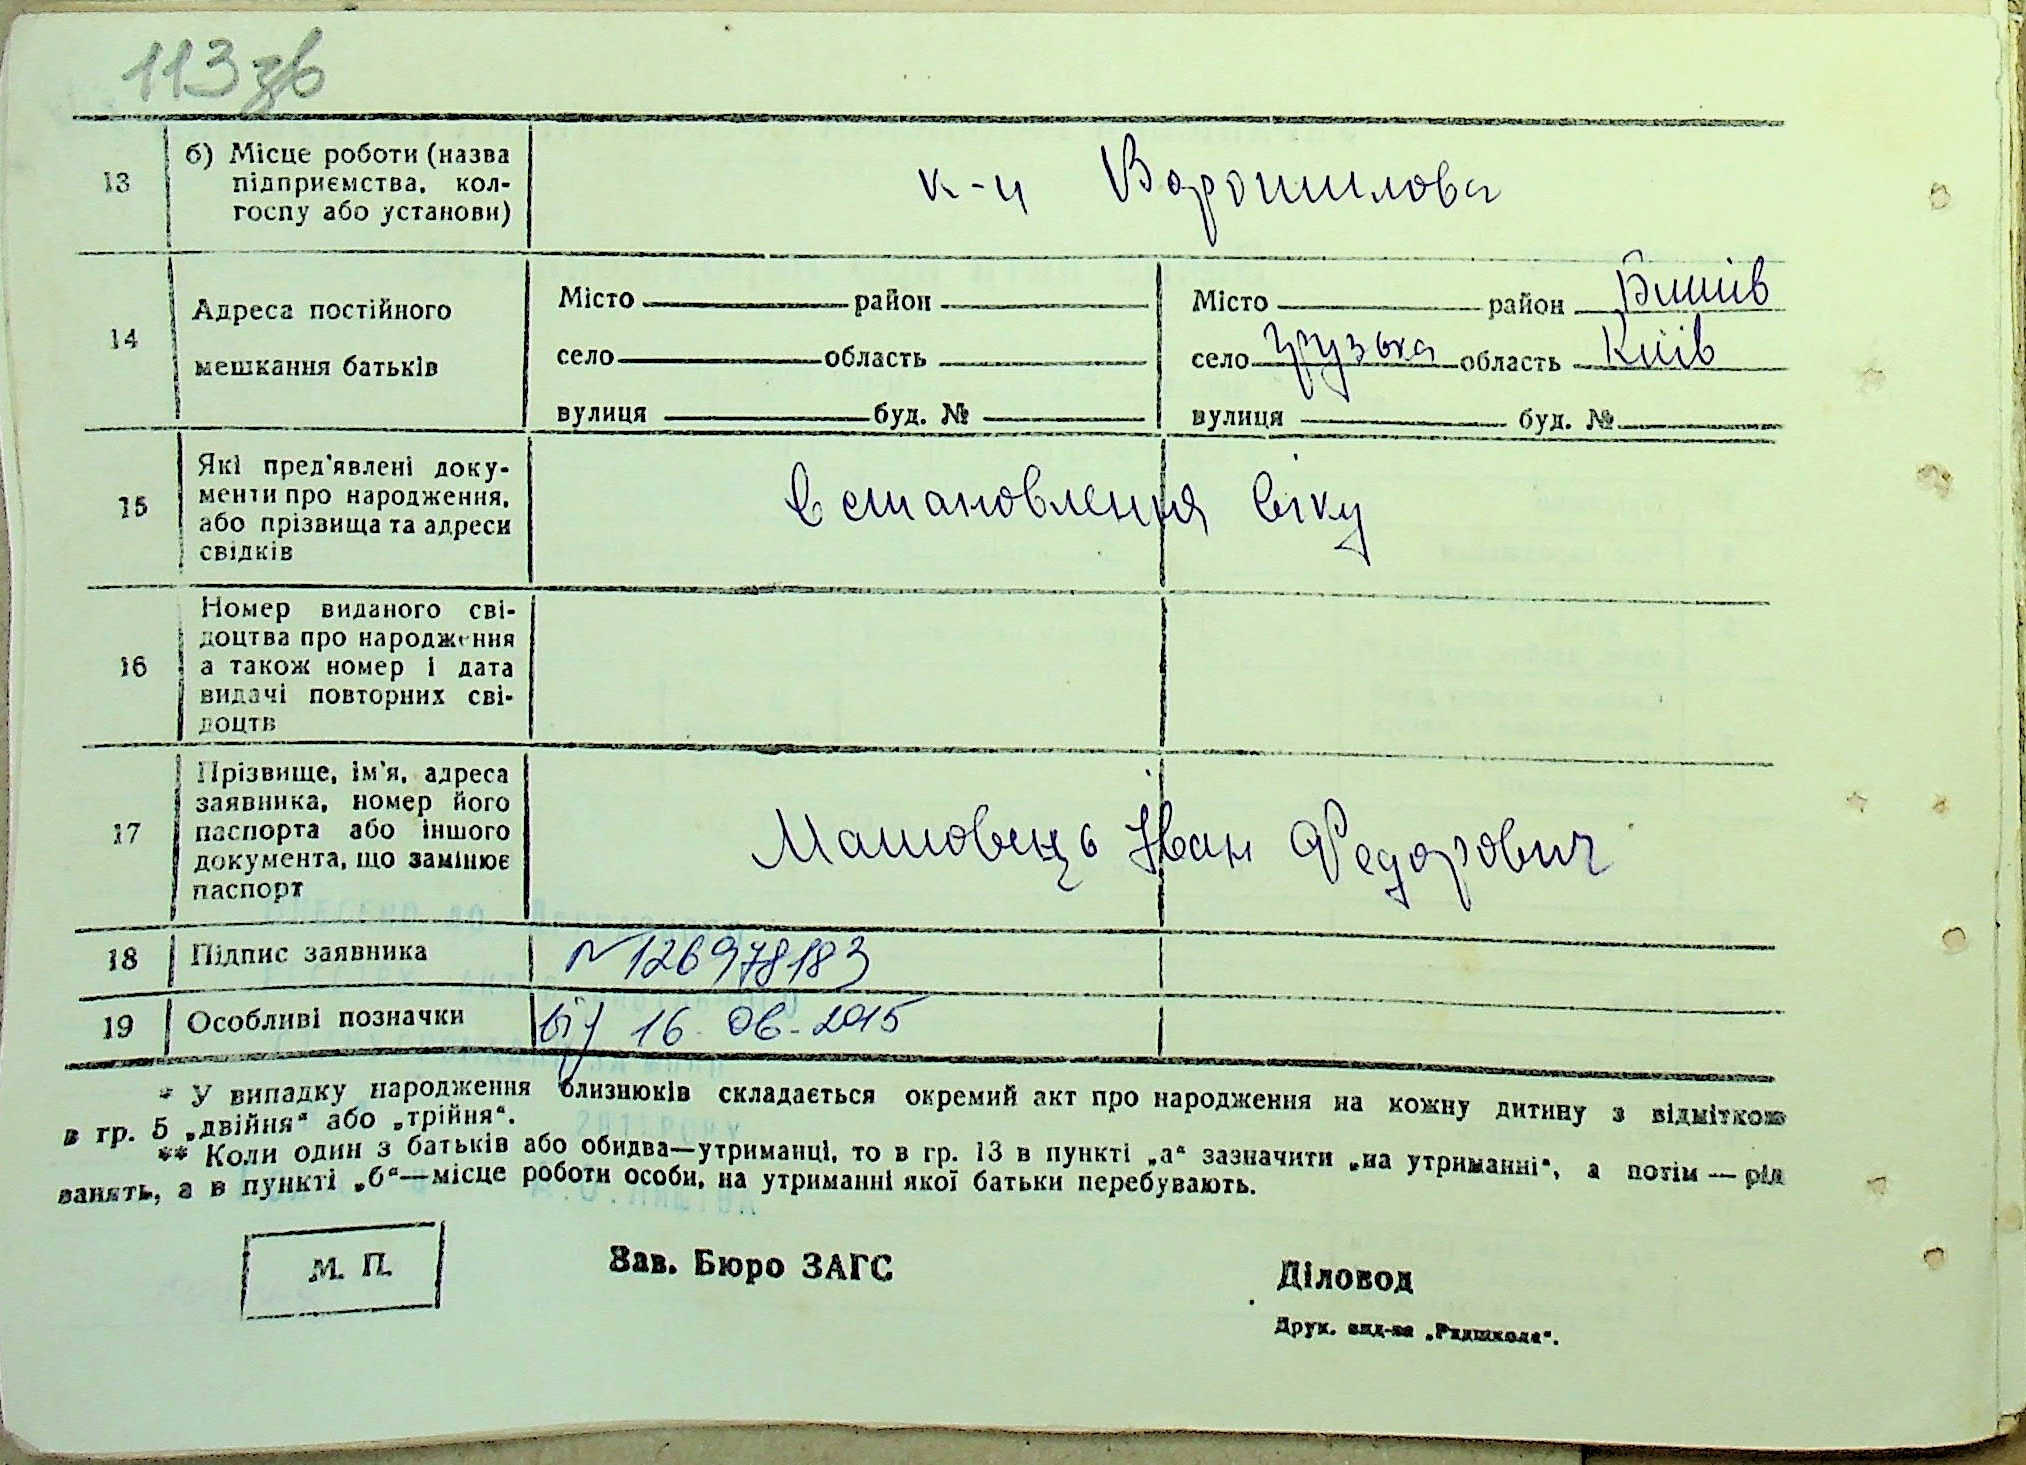 113 зв
13 б) Місце роботи (назва
підприємства, кол-
госпу або установи)
к-п Ворошилова
14 Адреса постійного
мешкання батьків
Місто район
село область
вулиця буд. №
Місто район Бишів
село Грузька область Київ
вулиця буд. №
15 Які пред'явлені доку-
менти про народження,
або прізвища та адреси
свідків
Встановлення віку
16 Номер виданого сві-
доцтва про народження
а також номер і дата
видачі повторних сві-
доцтв
17 Прізвище, ім'я, адреса
заявника, номер його
паспорта або іншого
документа, що замінює
паспорт
Машовець Іван Федорович
18 Підпис заявника N126978183
19 Особливі позначки від 16.06.2015
* У випадку народження близнюків складається окремий акт про народження на кожну дитину з відміткою
в гр. 5 „двійня“ або „трійня“.
** Коли один з батьків або обидва—утриманці, то в гр. 13 в пункті „а“ зазначити „на утриманні“, а потім — рід
занять, а в пункті „б“—місце роботи особи, на утриманні якої батьки перебувають.
М. П.
Зав. Бюро ЗАГС
Діловод
Друк. вид-ва „Радшкола“.